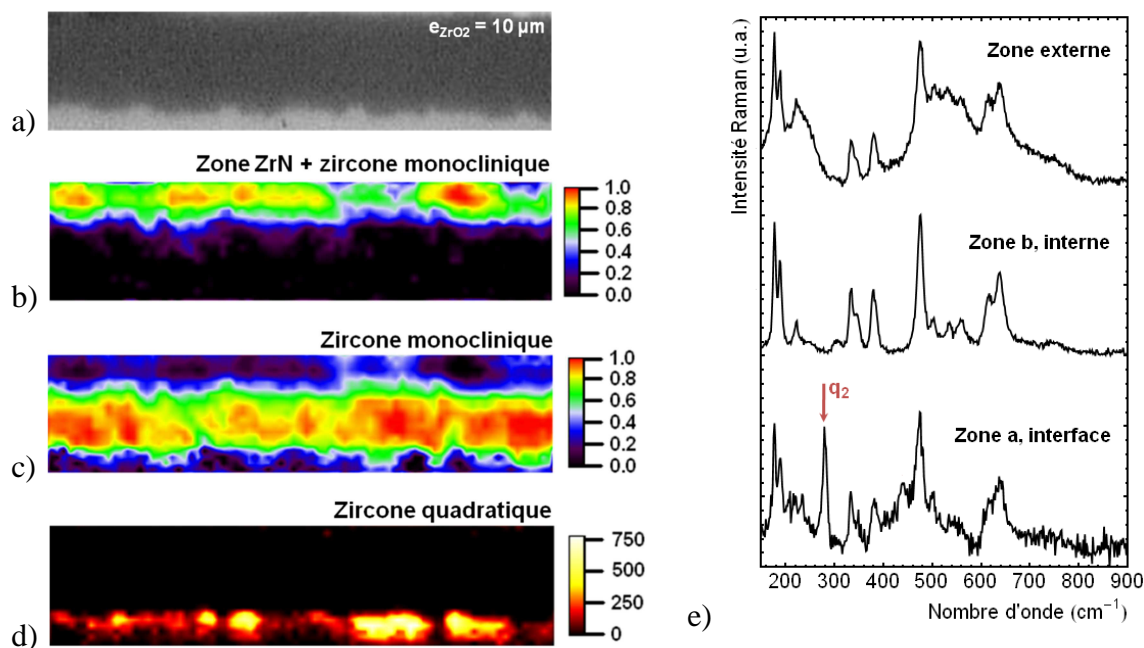 a)
e_ZrO2 = 10 µm
Zone ZrN + zircone monoclinique
b)
1.0
0.8
0.6
0.4
0.2
0.0
Zircone monoclinique
c)
1.0
0.8
0.6
0.4
0.2
0.0
Zircone quadratique
d)
750
500
250
0
e)
Intensité Raman (u.a.)
Zone externe
Zone b, interne
q2
Zone a, interface
200 300 400 500 600 700 800 900
Nombre d'onde (cm⁻¹)